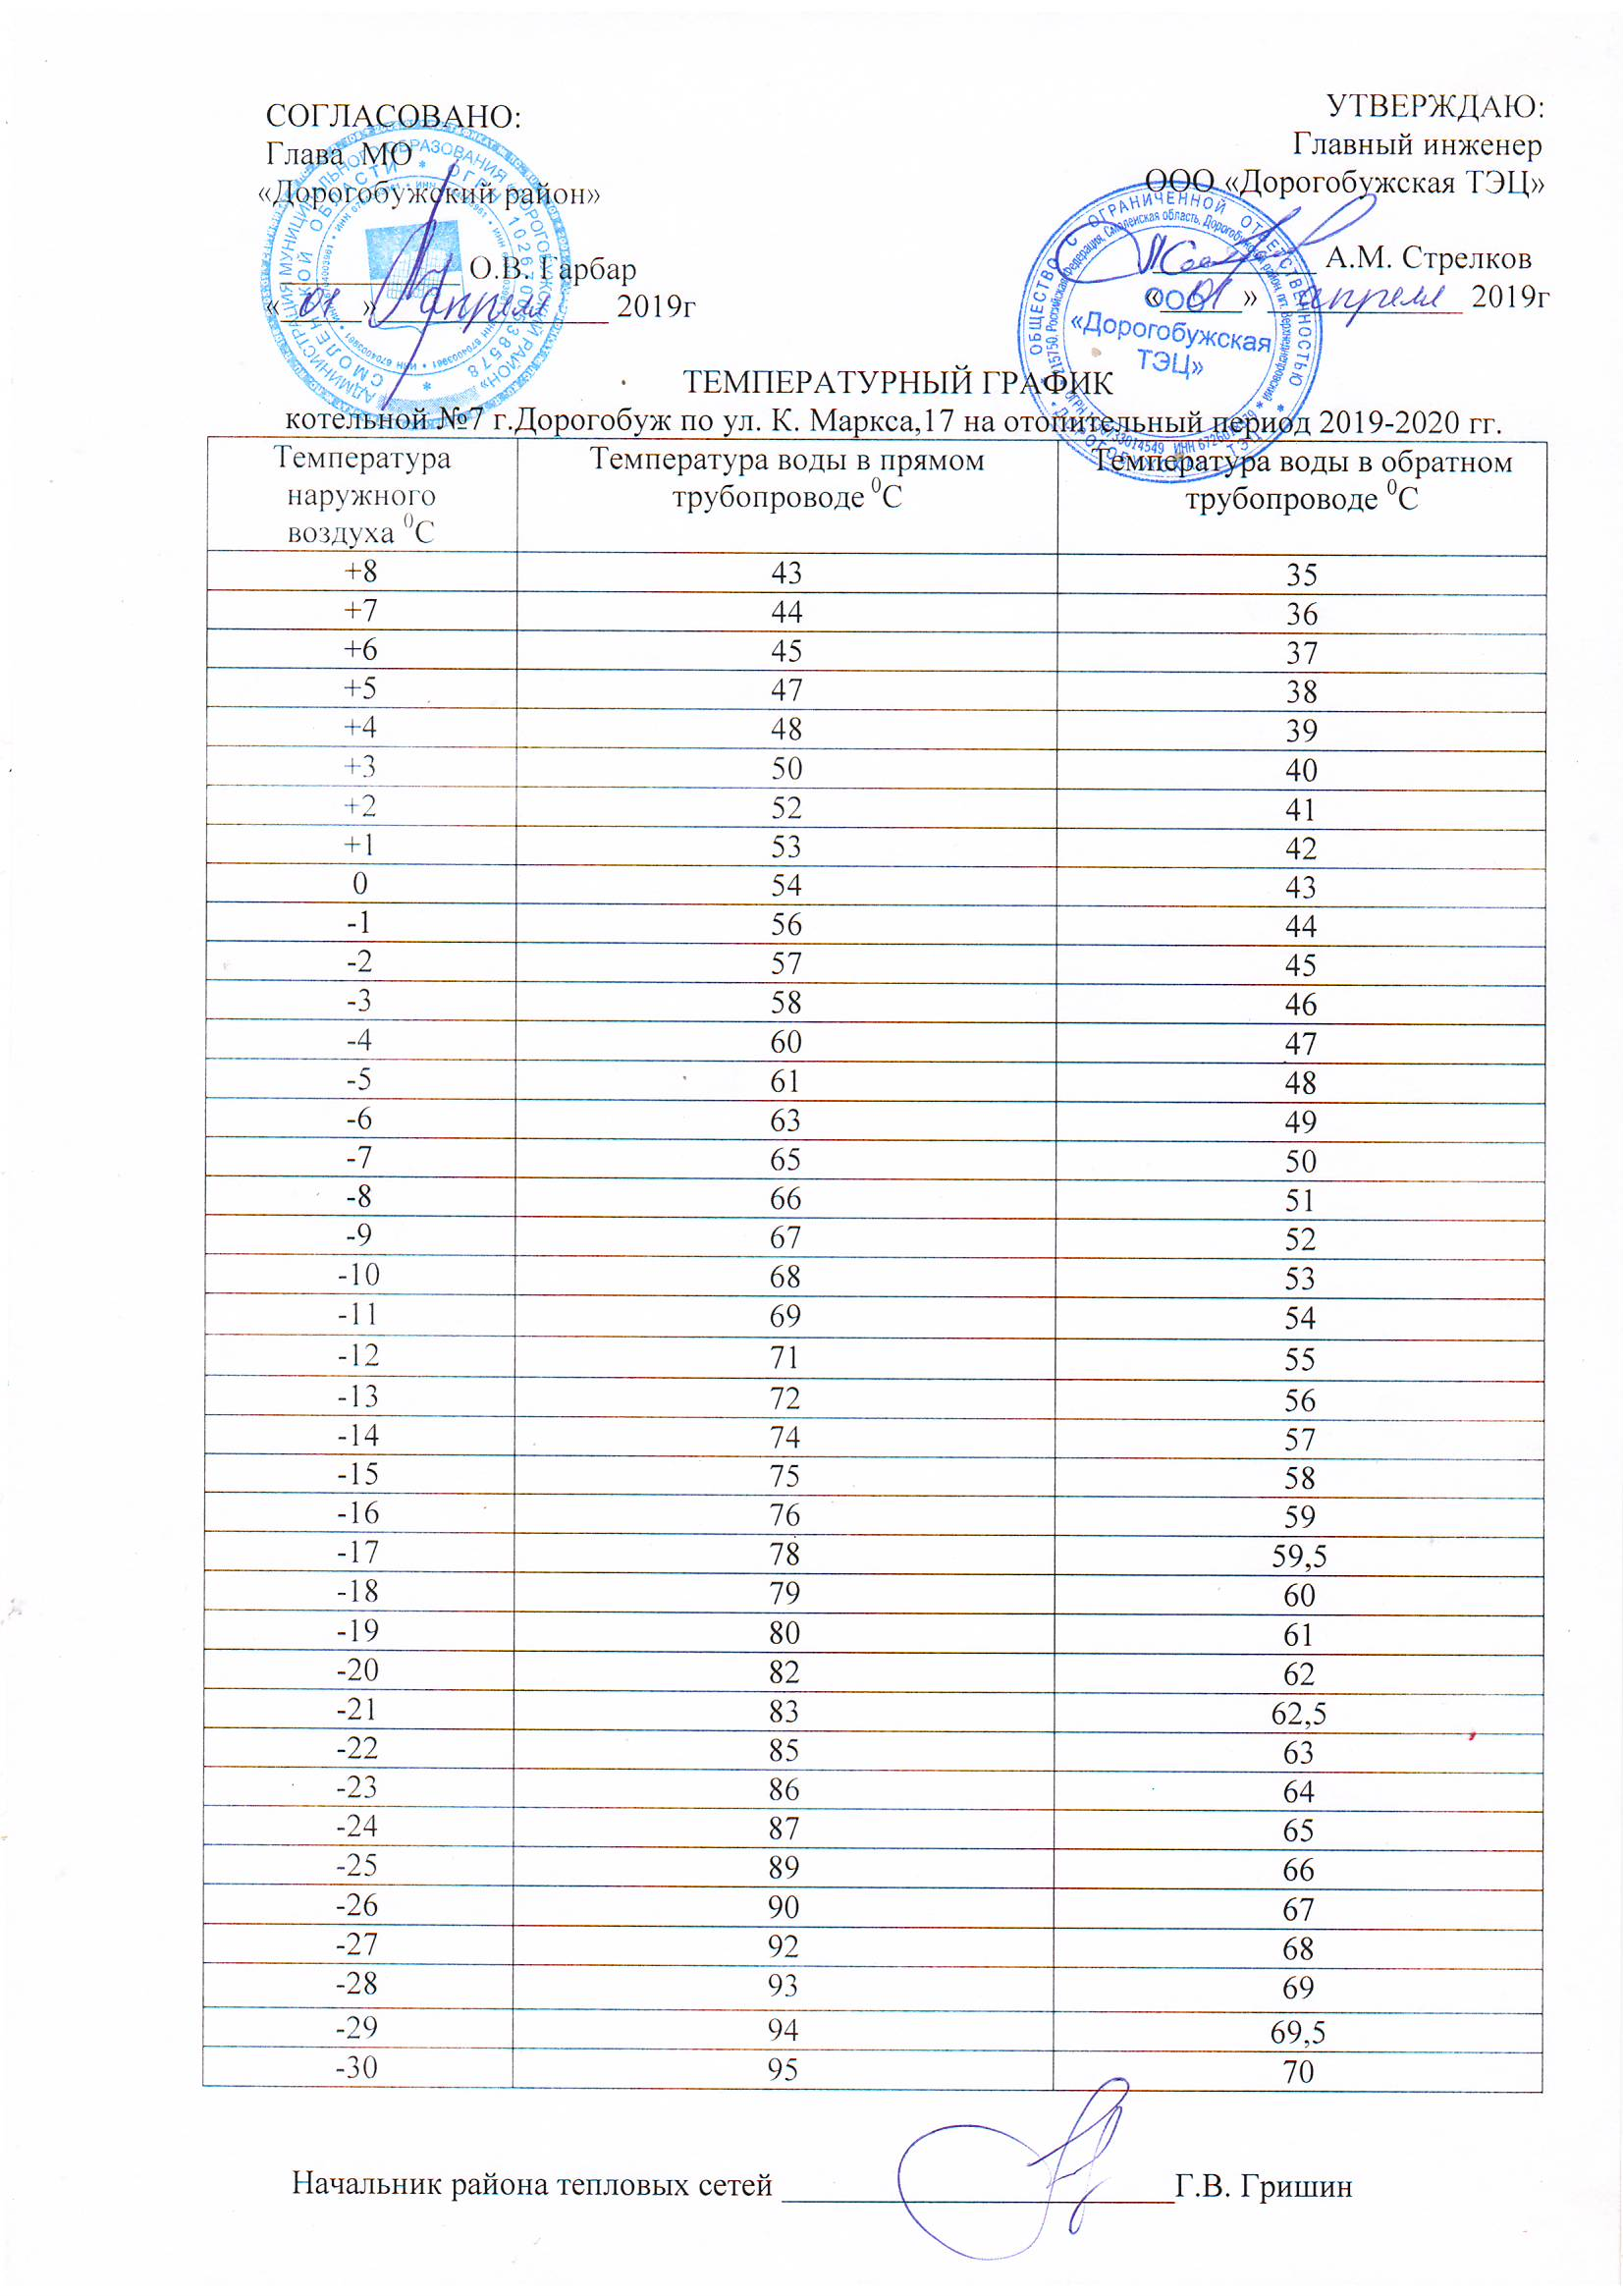 СОГЛАСОВАНО:
Глава МО
«Дорогобужский район»
О.В. Гарбар
«01» апреля 2019г
УТВЕРЖДАЮ:
Главный инженер
ООО «Дорогобужская ТЭЦ»
А.М. Стрелков
«01» апреля 2019г
ООО
«Дорогобужская
ТЭЦ»
ТЕМПЕРАТУРНЫЙ ГРАФИК
котельной №7 г.Дорогобуж по ул. К. Маркса,17 на отопительный период 2019-2020 гг.
Температура наружного воздуха ⁰С Температура воды в прямом трубопроводе ⁰С Температура воды в обратном трубопроводе ⁰С
+8 43 35
+7 44 36
+6 45 37
+5 47 38
+4 48 39
+3 50 40
+2 52 41
+1 53 42
0 54 43
-1 56 44
-2 57 45
-3 58 46
-4 60 47
-5 61 48
-6 63 49
-7 65 50
-8 66 51
-9 67 52
-10 68 53
-11 69 54
-12 71 55
-13 72 56
-14 74 57
-15 75 58
-16 76 59
-17 78 59,5
-18 79 60
-19 80 61
-20 82 62
-21 83 62,5
-22 85 63
-23 86 64
-24 87 65
-25 89 66
-26 90 67
-27 92 68
-28 93 69
-29 94 69,5
-30 95 70
Начальник района тепловых сетей Г.В. Гришин